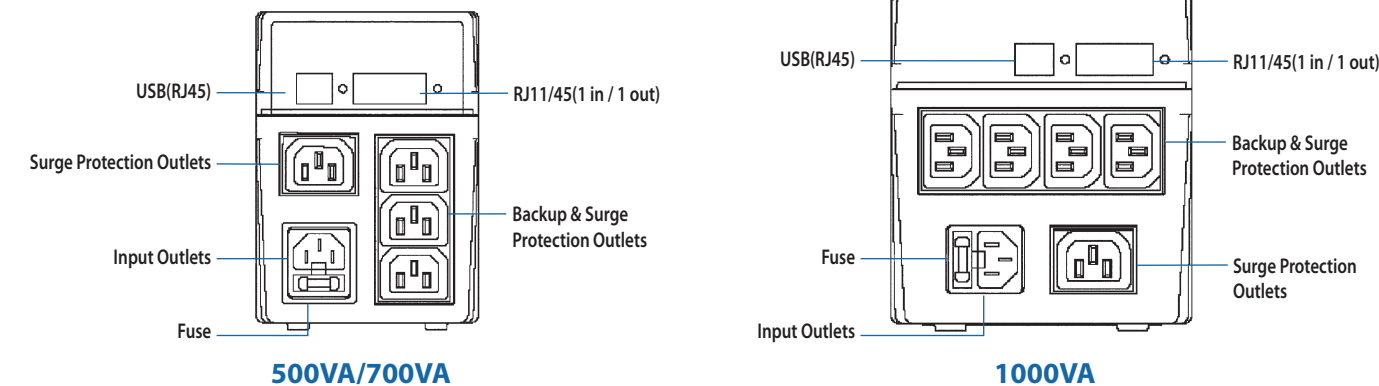 USB(RJ45)
RJ11/45(1 in / 1 out)
Surge Protection Outlets
Backup & Surge
Protection Outlets
Input Outlets
Fuse
500VA/700VA
USB(RJ45)
RJ11/45(1 in / 1 out)
Backup & Surge
Protection Outlets
Fuse
Surge Protection
Outlets
Input Outlets
1000VA